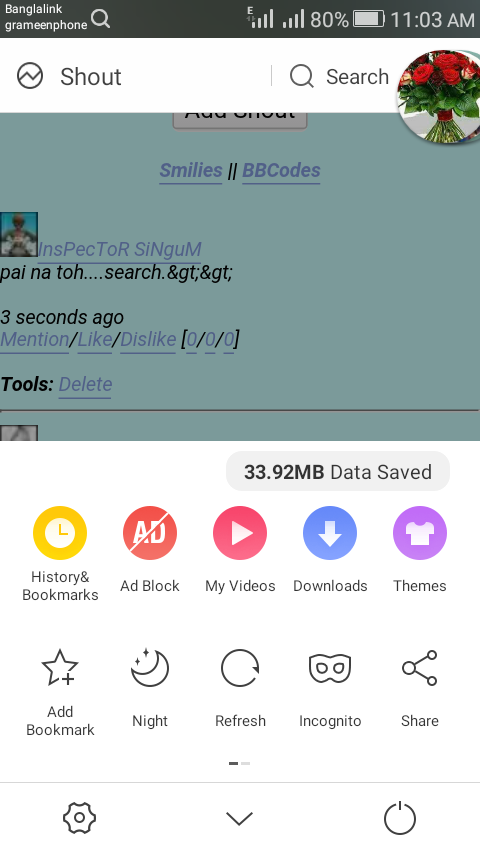 Banglalink
grameenphone
E
80%
11:03 AM
Shout
Search
Add Shout
Smilies || BBCodes
InsPecToR SiNguM
pai na toh....search.&gt;&gt;
3 seconds ago
Mention/Like/Dislike [0/0/0]
Tools: Delete
33.92MB Data Saved
AD
History&
Bookmarks
Ad Block
My Videos
Downloads
Themes
Add
Bookmark
Night
Refresh
Incognito
Share